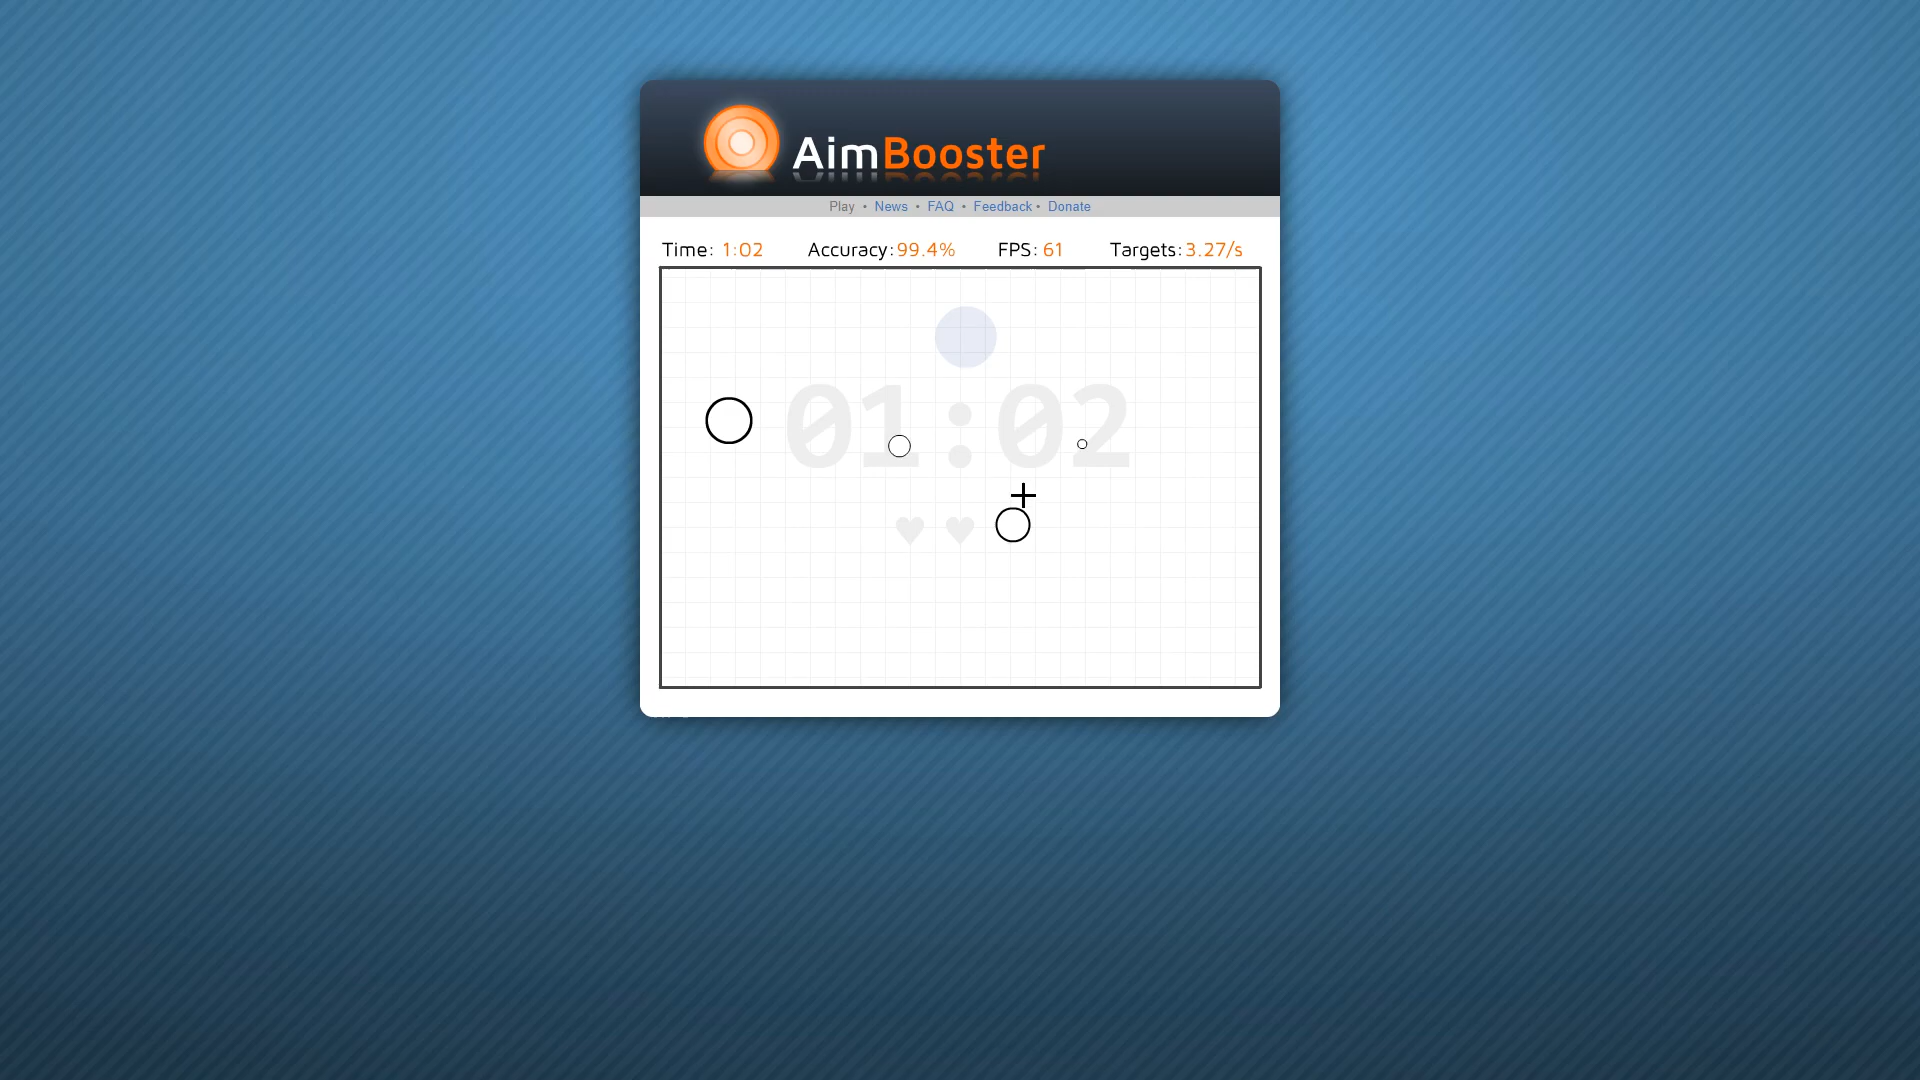 AimBooster
Play • News • FAQ • Feedback • Donate
Time: 1:02 Accuracy: 99.4% FPS: 61 Targets: 3.27/s
01:02